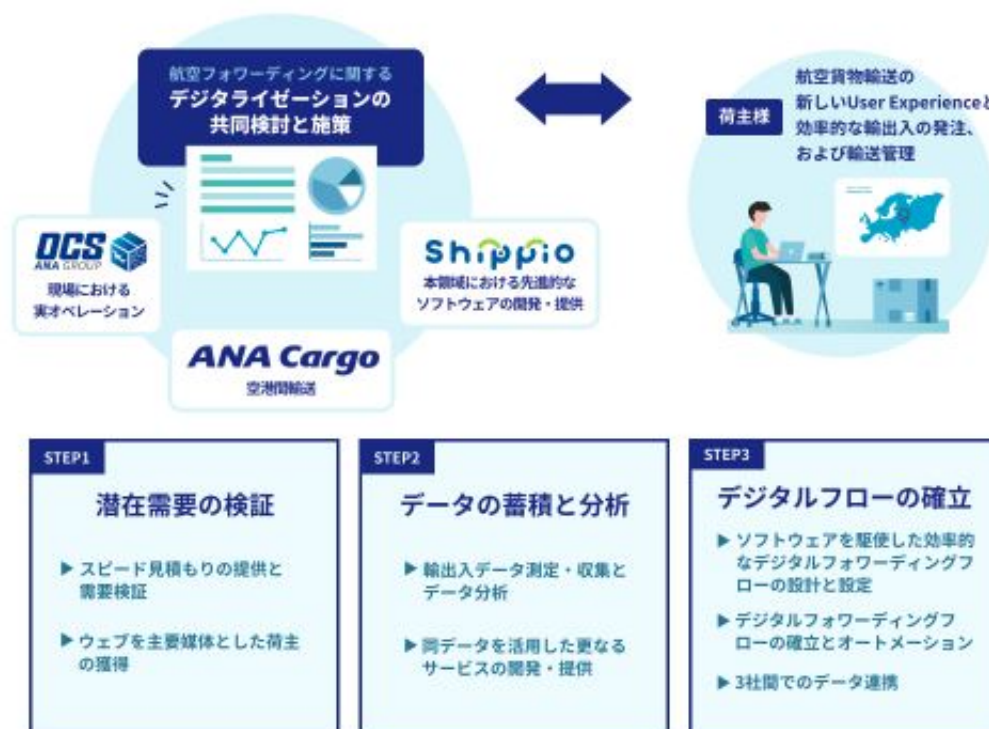 航空フォワーディングに関する
デジタライゼーションの
共同検討と施策
OCS
ANA GROUP
現場における
実オペレーション
Shippio
本領域における先進的な
ソフトウェアの開発・提供
ANA Cargo
空港間輸送
荷主様
航空貨物輸送の
新しいUser Experienceと
効率的な輸出入の発注、
および輸送管理
STEP1
潜在需要の検証
▶ スピード見積もりの提供と
需要検証
▶ ウェブを主要媒体とした荷主
の獲得
STEP2
データの蓄積と分析
▶ 輸出入データ測定・収集と
データ分析
▶ 同データを活用した更なる
サービスの開発・提供
STEP3
デジタルフローの確立
▶ ソフトウェアを駆使した効率的
なデジタルフォワーディングフ
ローの設計と設定
▶ デジタルフォワーディングフ
ローの確立とオートメーション
▶ 3社間でのデータ連携